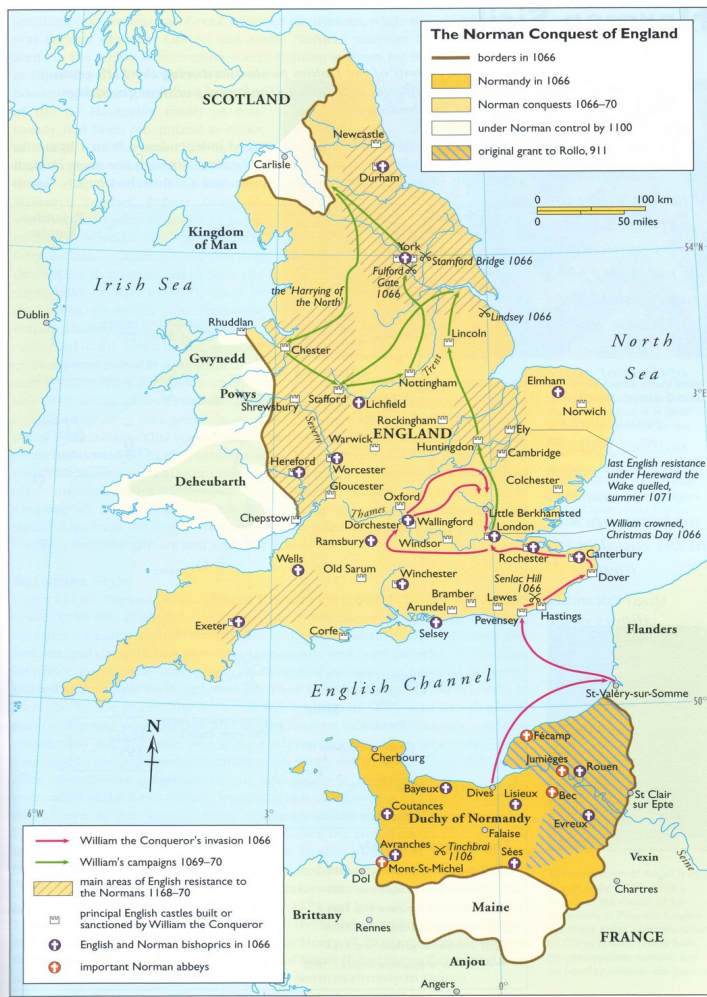 The Norman Conquest of England
borders in 1066
Normandy in 1066
Norman conquests 1066–70
under Norman control by 1100
original grant to Rollo, 911
0 100 km
0 50 miles
SCOTLAND
Newcastle
Carlisle
Durham
Kingdom
of Man
54°N
York
Stamford Bridge 1066
Fulford
Gate
1066
Irish Sea
the 'Harrying
of the North'
Lindsey 1066
Dublin
Rhuddlan
Chester
Lincoln
North
Sea
Gwynedd
Trent
Nottingham
Elmham
3°E
Powys
Stafford
Shrewsbury
Lichfield
Norwich
Rockingham
ENGLAND
Ely
Severn
Warwick
Huntingdon
Hereford
Worcester
Cambridge
last English resistance
under Hereward the
Wake quelled,
summer 1071
Deheubarth
Gloucester
Colchester
Oxford
Thames
Little Berkhamsted
Dorchester
Wallingford
London
William crowned,
Christmas Day 1066
Chepstow
Ramsbury
Windsor
Rochester
Canterbury
Wells
Old Sarum
Winchester
Senlac Hill
1066
Dover
Bramber
Lewes
Arundel
Hastings
Pevensey
Exeter
Corfe
Selsey
Flanders
English Channel
St-Valéry-sur-Somme
50°
50°
N
Fécamp
Cherbourg
Jumièges
Rouen
Bayeux
Dives
Lisieux
Bec
St Clair
sur Epte
6°W
3°
Coutances
Duchy of Normandy
Evreux
Falaise
Avranches
Tinchbrai
1106
Sées
Vexin
Seine
Mont-St-Michel
Dol
Chartres
Maine
Brittany
Rennes
FRANCE
Anjou
Angers
0°
William the Conqueror's invasion 1066
William's campaigns 1069–70
main areas of English resistance
to the Normans 1168–70
principal English castles built or
sanctioned by William the Conqueror
English and Norman bishoprics in 1066
important Norman abbeys